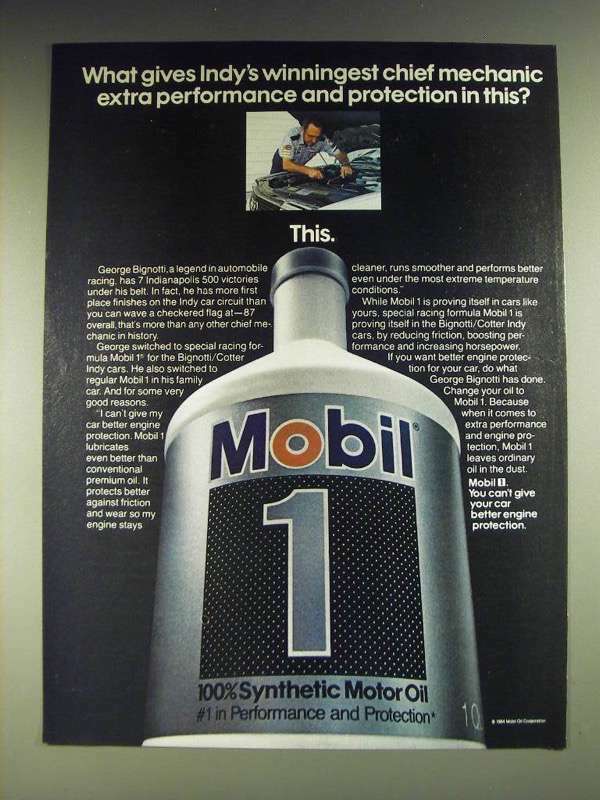 What gives Indy's winningest chief mechanic
extra performance and protection in this?
This.
George Bignotti, a legend in automobile
racing, has 7 Indianapolis 500 victories
under his belt. In fact, he has more first
place finishes on the Indy car circuit than
you can wave a checkered flag at—87
overall, that's more than any other chief me-
chanic in history.
George switched to special racing for-
mula Mobil 1® for the Bignotti/Cotter
Indy cars. He also switched to
regular Mobil 1 in his family
car. And for some very
good reasons.
"I can't give my
car better engine
protection. Mobil 1
lubricates
even better than
conventional
premium oil. It
protects better
against friction
and wear so my
engine stays
cleaner, runs smoother and performs better
even under the most extreme temperature
conditions."
While Mobil 1 is proving itself in cars like
yours, special racing formula Mobil 1 is
proving itself in the Bignotti/Cotter Indy
cars, by reducing friction, boosting per-
formance and increasing horsepower.
If you want better engine protec-
tion for your car, do what
George Bignotti has done.
Change your oil to
Mobil 1. Because
when it comes to
extra performance
and engine pro-
tection, Mobil 1
leaves ordinary
oil in the dust.
Mobil 1.
You can't give
your car
better engine
protection.
Mobil®
1
100% Synthetic Motor Oil
#1 in Performance and Protection*
1 Q
© 1984 Mobil Oil Corporation